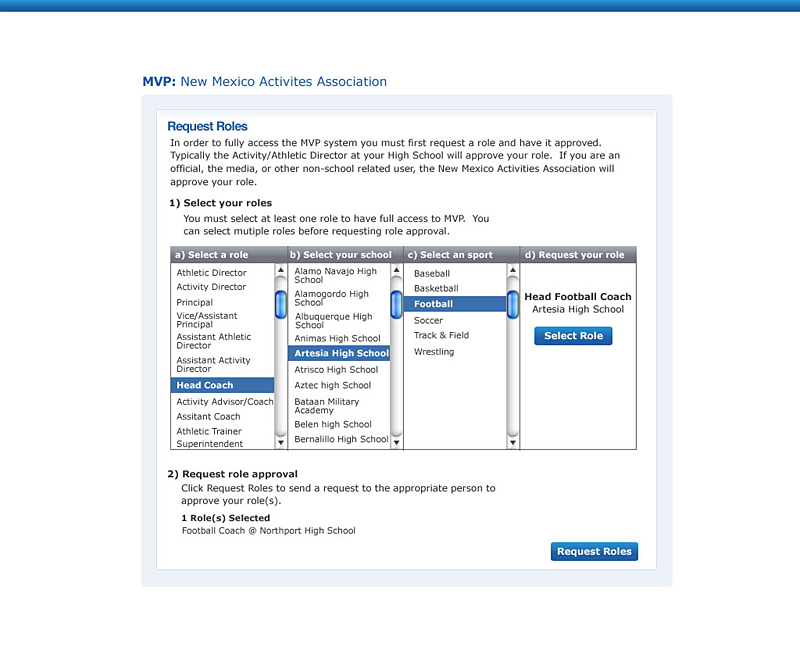 MVP: New Mexico Activites Association
Request Roles
In order to fully access the MVP system you must first request a role and have it approved.
Typically the Activity/Athletic Director at your High School will approve your role.  If you are an
official, the media, or other non-school related user, the New Mexico Activities Association will
approve your role.
1) Select your roles
You must select at least one role to have full access to MVP.  You
can select mutiple roles before requesting role approval.
a) Select a role
Athletic Director
Activity Director
Principal
Vice/Assistant
Principal
Assistant Athletic
Director
Assistant Activity
Director
Head Coach
Activity Advisor/Coach
Assitant Coach
Athletic Trainer
Superintendent
b) Select your school
Alamo Navajo High
School
Alamogordo High
School
Albuquerque High
School
Animas High School
Artesia High School
Atrisco High School
Aztec high School
Bataan Military
Academy
Belen high School
Bernalillo High School
c) Select an sport
Baseball
Basketball
Football
Soccer
Track & Field
Wrestling
d) Request your role
Head Football Coach
Artesia High School
Select Role
2) Request role approval
Click Request Roles to send a request to the appropriate person to
approve your role(s).
1 Role(s) Selected
Football Coach @ Northport High School
Request Roles